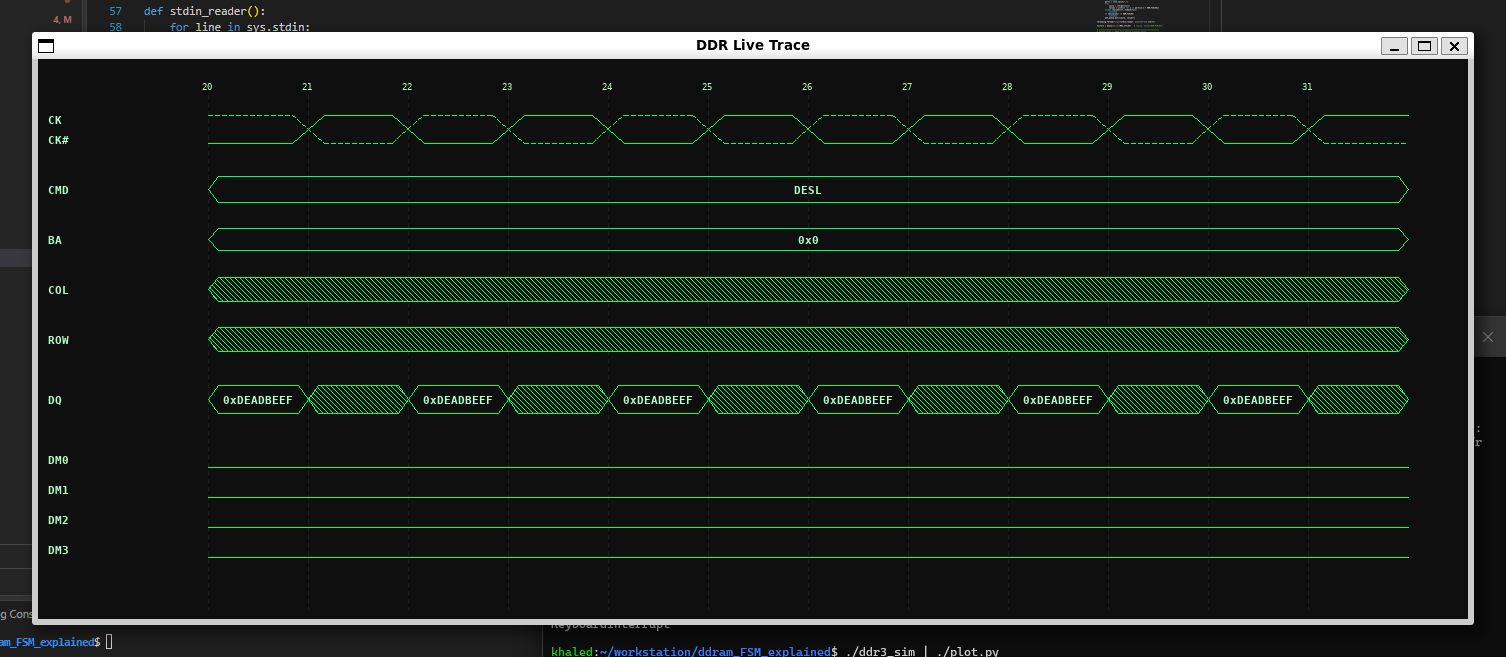 4, M
57 def stdin_reader():
58 for line in sys.stdin:
DDR Live Trace
20 21 22 23 24 25 26 27 28 29 30 31
CK
CK#
CMD DESL
BA 0x0
COL
ROW
DQ 0xDEADBEEF 0xDEADBEEF 0xDEADBEEF 0xDEADBEEF 0xDEADBEEF 0xDEADBEEF
DM0
DM1
DM2
DM3
:
r
g Cons
KeyboardInterrupt
am_FSM_explained$
khaled:~/workstation/ddram_FSM_explained$ ./ddr3_sim | ./plot.py